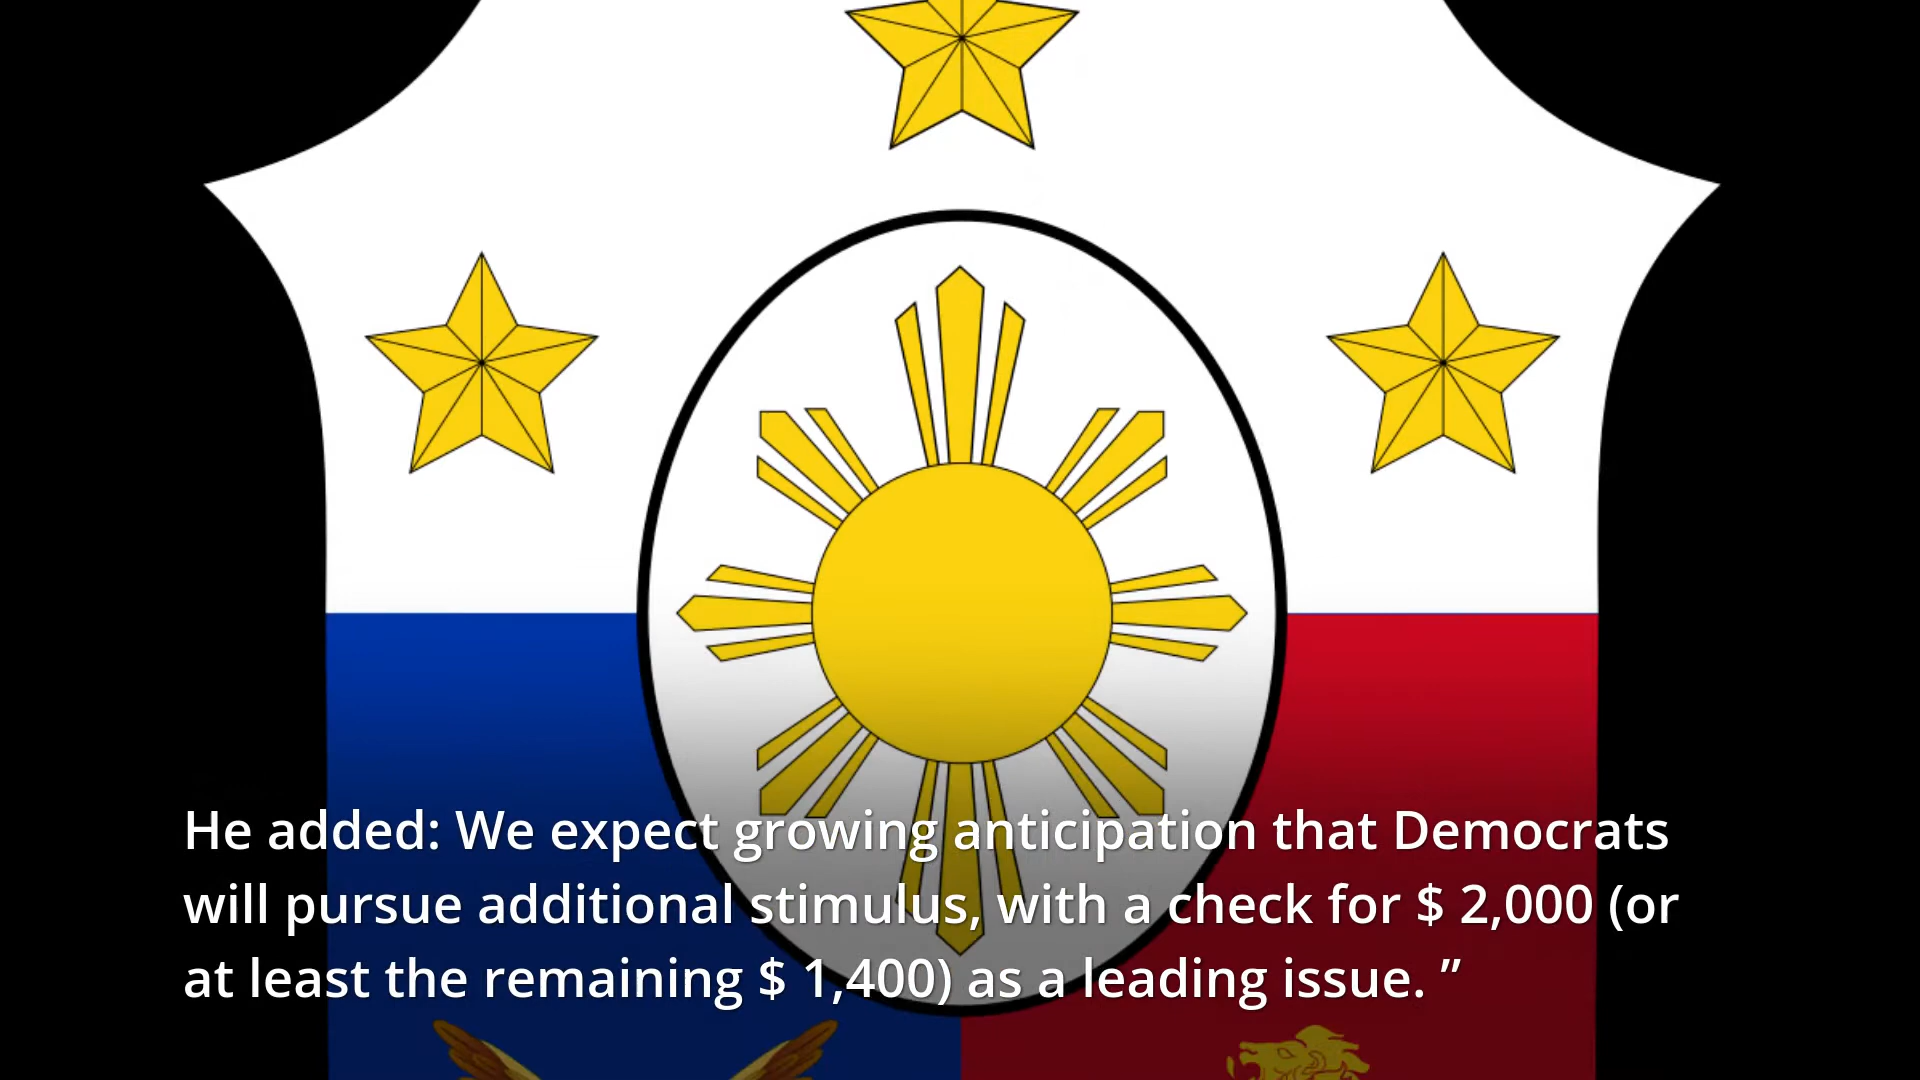 He added: We expect growing anticipation that Democrats
will pursue additional stimulus, with a check for $ 2,000 (or
at least the remaining $ 1,400) as a leading issue. ”